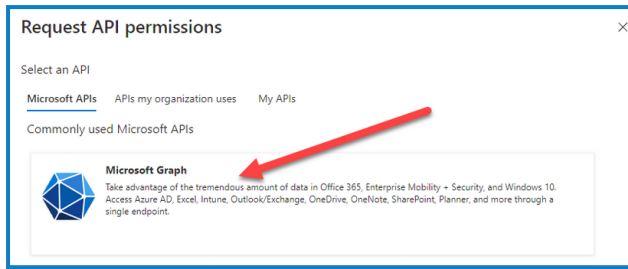 Request API permissions
Select an API
Microsoft APIs APIs my organization uses My APIs
Commonly used Microsoft APIs
Microsoft Graph
Take advantage of the tremendous amount of data in Office 365, Enterprise Mobility + Security, and Windows 10.
Access Azure AD, Excel, Intune, Outlook/Exchange, OneDrive, OneNote, SharePoint, Planner, and more through a
single endpoint.